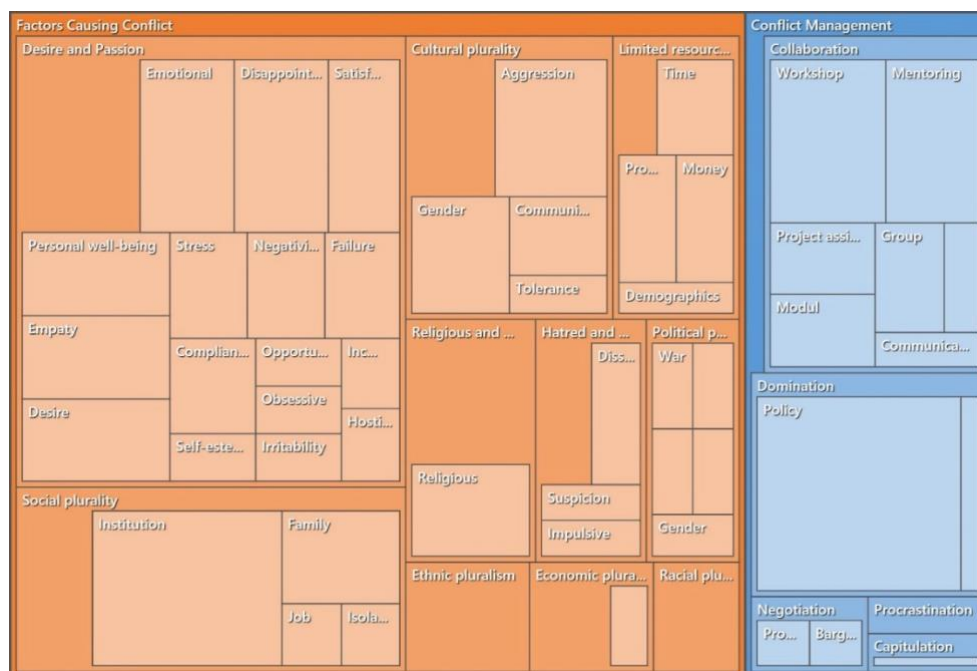 Factors Causing Conflict
Desire and Passion
Emotional
Disappoint...
Satisf...
Personal well-being
Stress
Negativi...
Failure
Empaty
Complian...
Opportu...
Inc...
Desire
Obsessive
Hosti...
Self-este...
Irritability
Social plurality
Institution
Family
Job
Isola...
Cultural plurality
Aggression
Gender
Communi...
Tolerance
Limited resourc...
Time
Pro...
Money
Demographics
Religious and ...
Religious
Hatred and ...
Diss...
Suspicion
Impulsive
Political p...
War
Gender
Ethnic pluralism
Economic plura...
Racial plu...
Conflict Management
Collaboration
Workshop
Mentoring
Project assi...
Group
Modul
Communica...
Domination
Policy
Negotiation
Pro...
Barg...
Procrastination
Capitulation